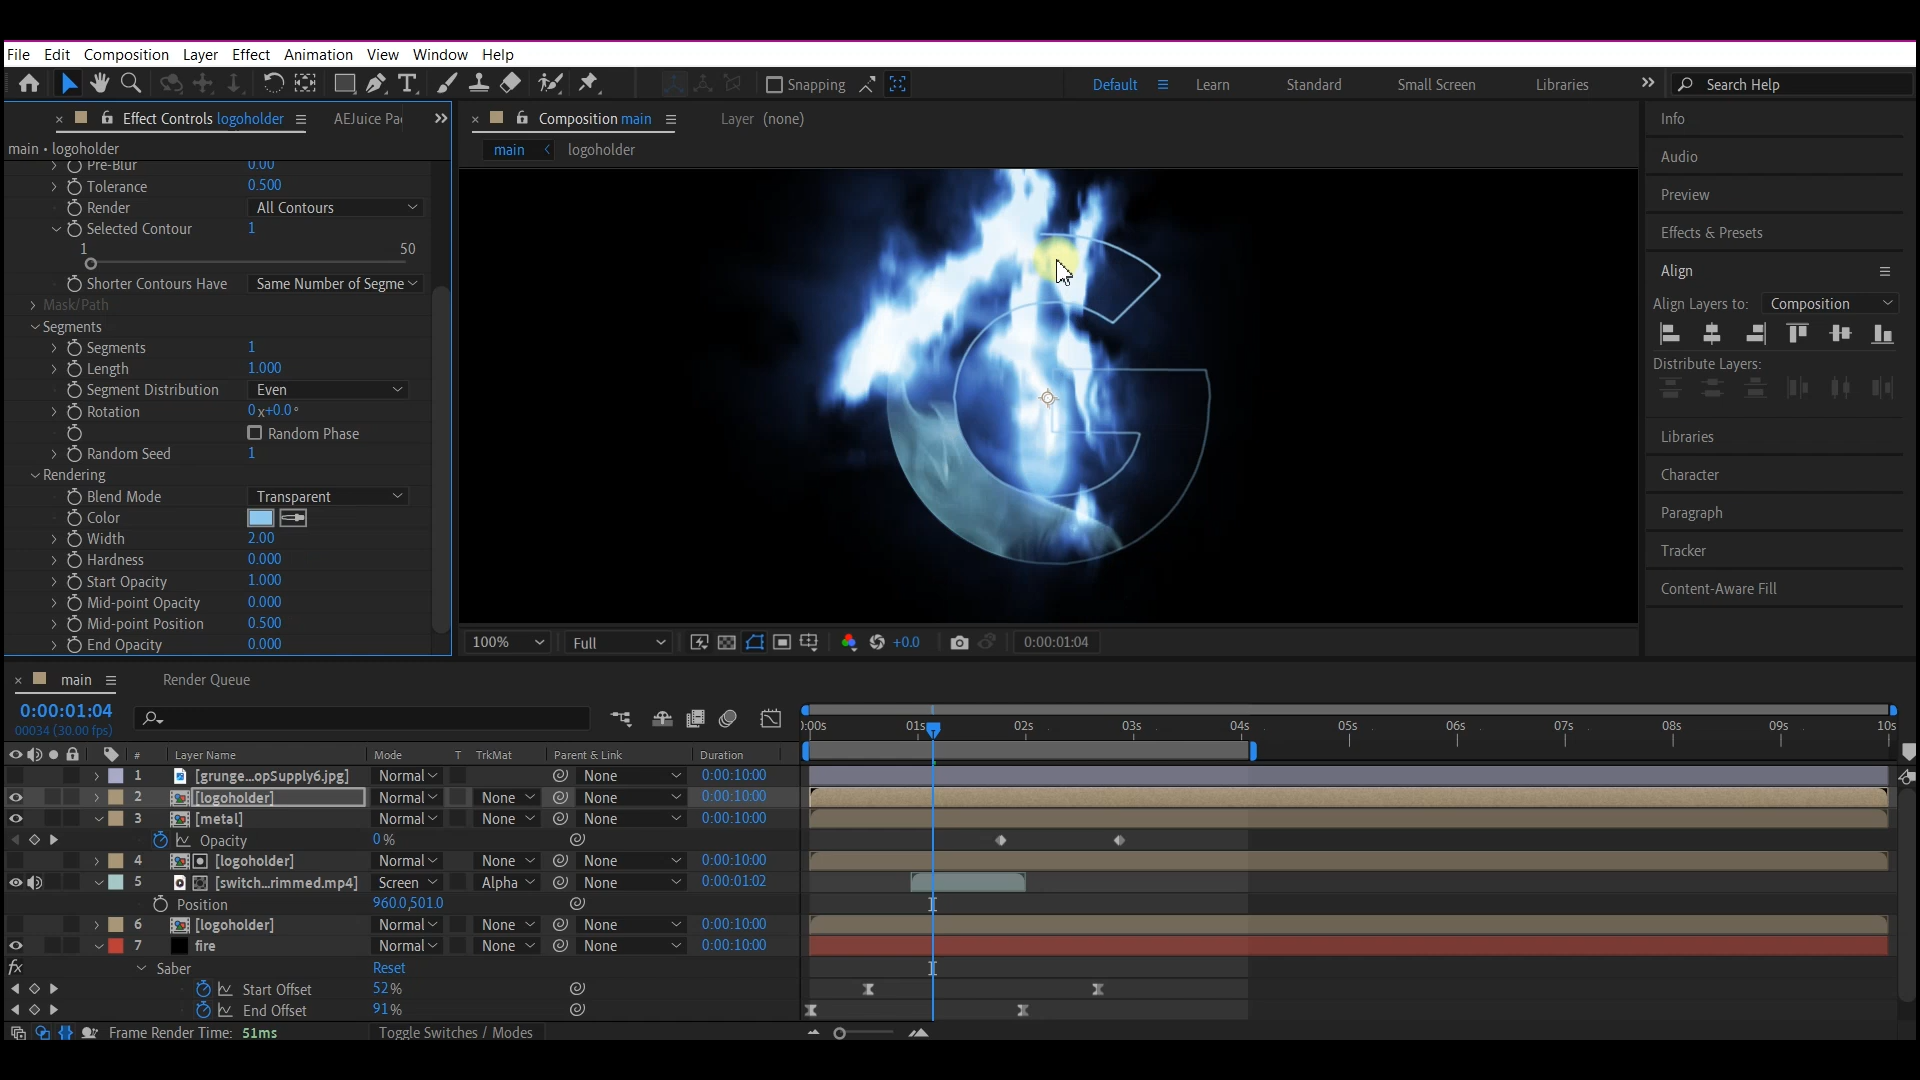 File Edit Composition Layer Effect Animation View Window Help
Snapping Default Learn Standard Small Screen Libraries Search Help
Effect Controls logoholder AEJuice Pac Composition main Layer (none) Info
main • logoholder main logoholder
Audio
Pre-Blur 0.00
Tolerance 0.500
Preview
Render All Contours
Selected Contour 1
Effects & Presets
1 50
Align
Shorter Contours Have Same Number of Segme
Mask/Path
Align Layers to: Composition
Segments
Segments 1
Distribute Layers:
Length 1.000
Segment Distribution Even
Rotation 0x+0.0°
Random Phase
Libraries
Random Seed 1
Rendering
Character
Blend Mode Transparent
Color
Paragraph
Width 2.00
Tracker
Hardness 0.000
Start Opacity 1.000
Content-Aware Fill
Mid-point Opacity 0.000
Mid-point Position 0.500
End Opacity 0.000
100% Full +0.0 0:00:01:04
main Render Queue
0:00:01:04
00034 (30.00 fps)
):00s 01s 02s 03s 04s 05s 06s 07s 08s 09s 10s
# Layer Name Mode T TrkMat Parent & Link Duration
1 [grunge...opSupply6.jpg] Normal None 0:00:10:00
2 [logoholder] Normal None None 0:00:10:00
3 [metal] Normal None None 0:00:10:00
Opacity 0%
4 [logoholder] Normal None None 0:00:10:00
5 [switch...rimmed.mp4] Screen Alpha None 0:00:01:02
Position 960.0,501.0
6 [logoholder] Normal None None 0:00:10:00
7 fire Normal None None 0:00:10:00
fx Saber Reset
Start Offset 52%
End Offset 91%
Frame Render Time: 51ms Toggle Switches / Modes